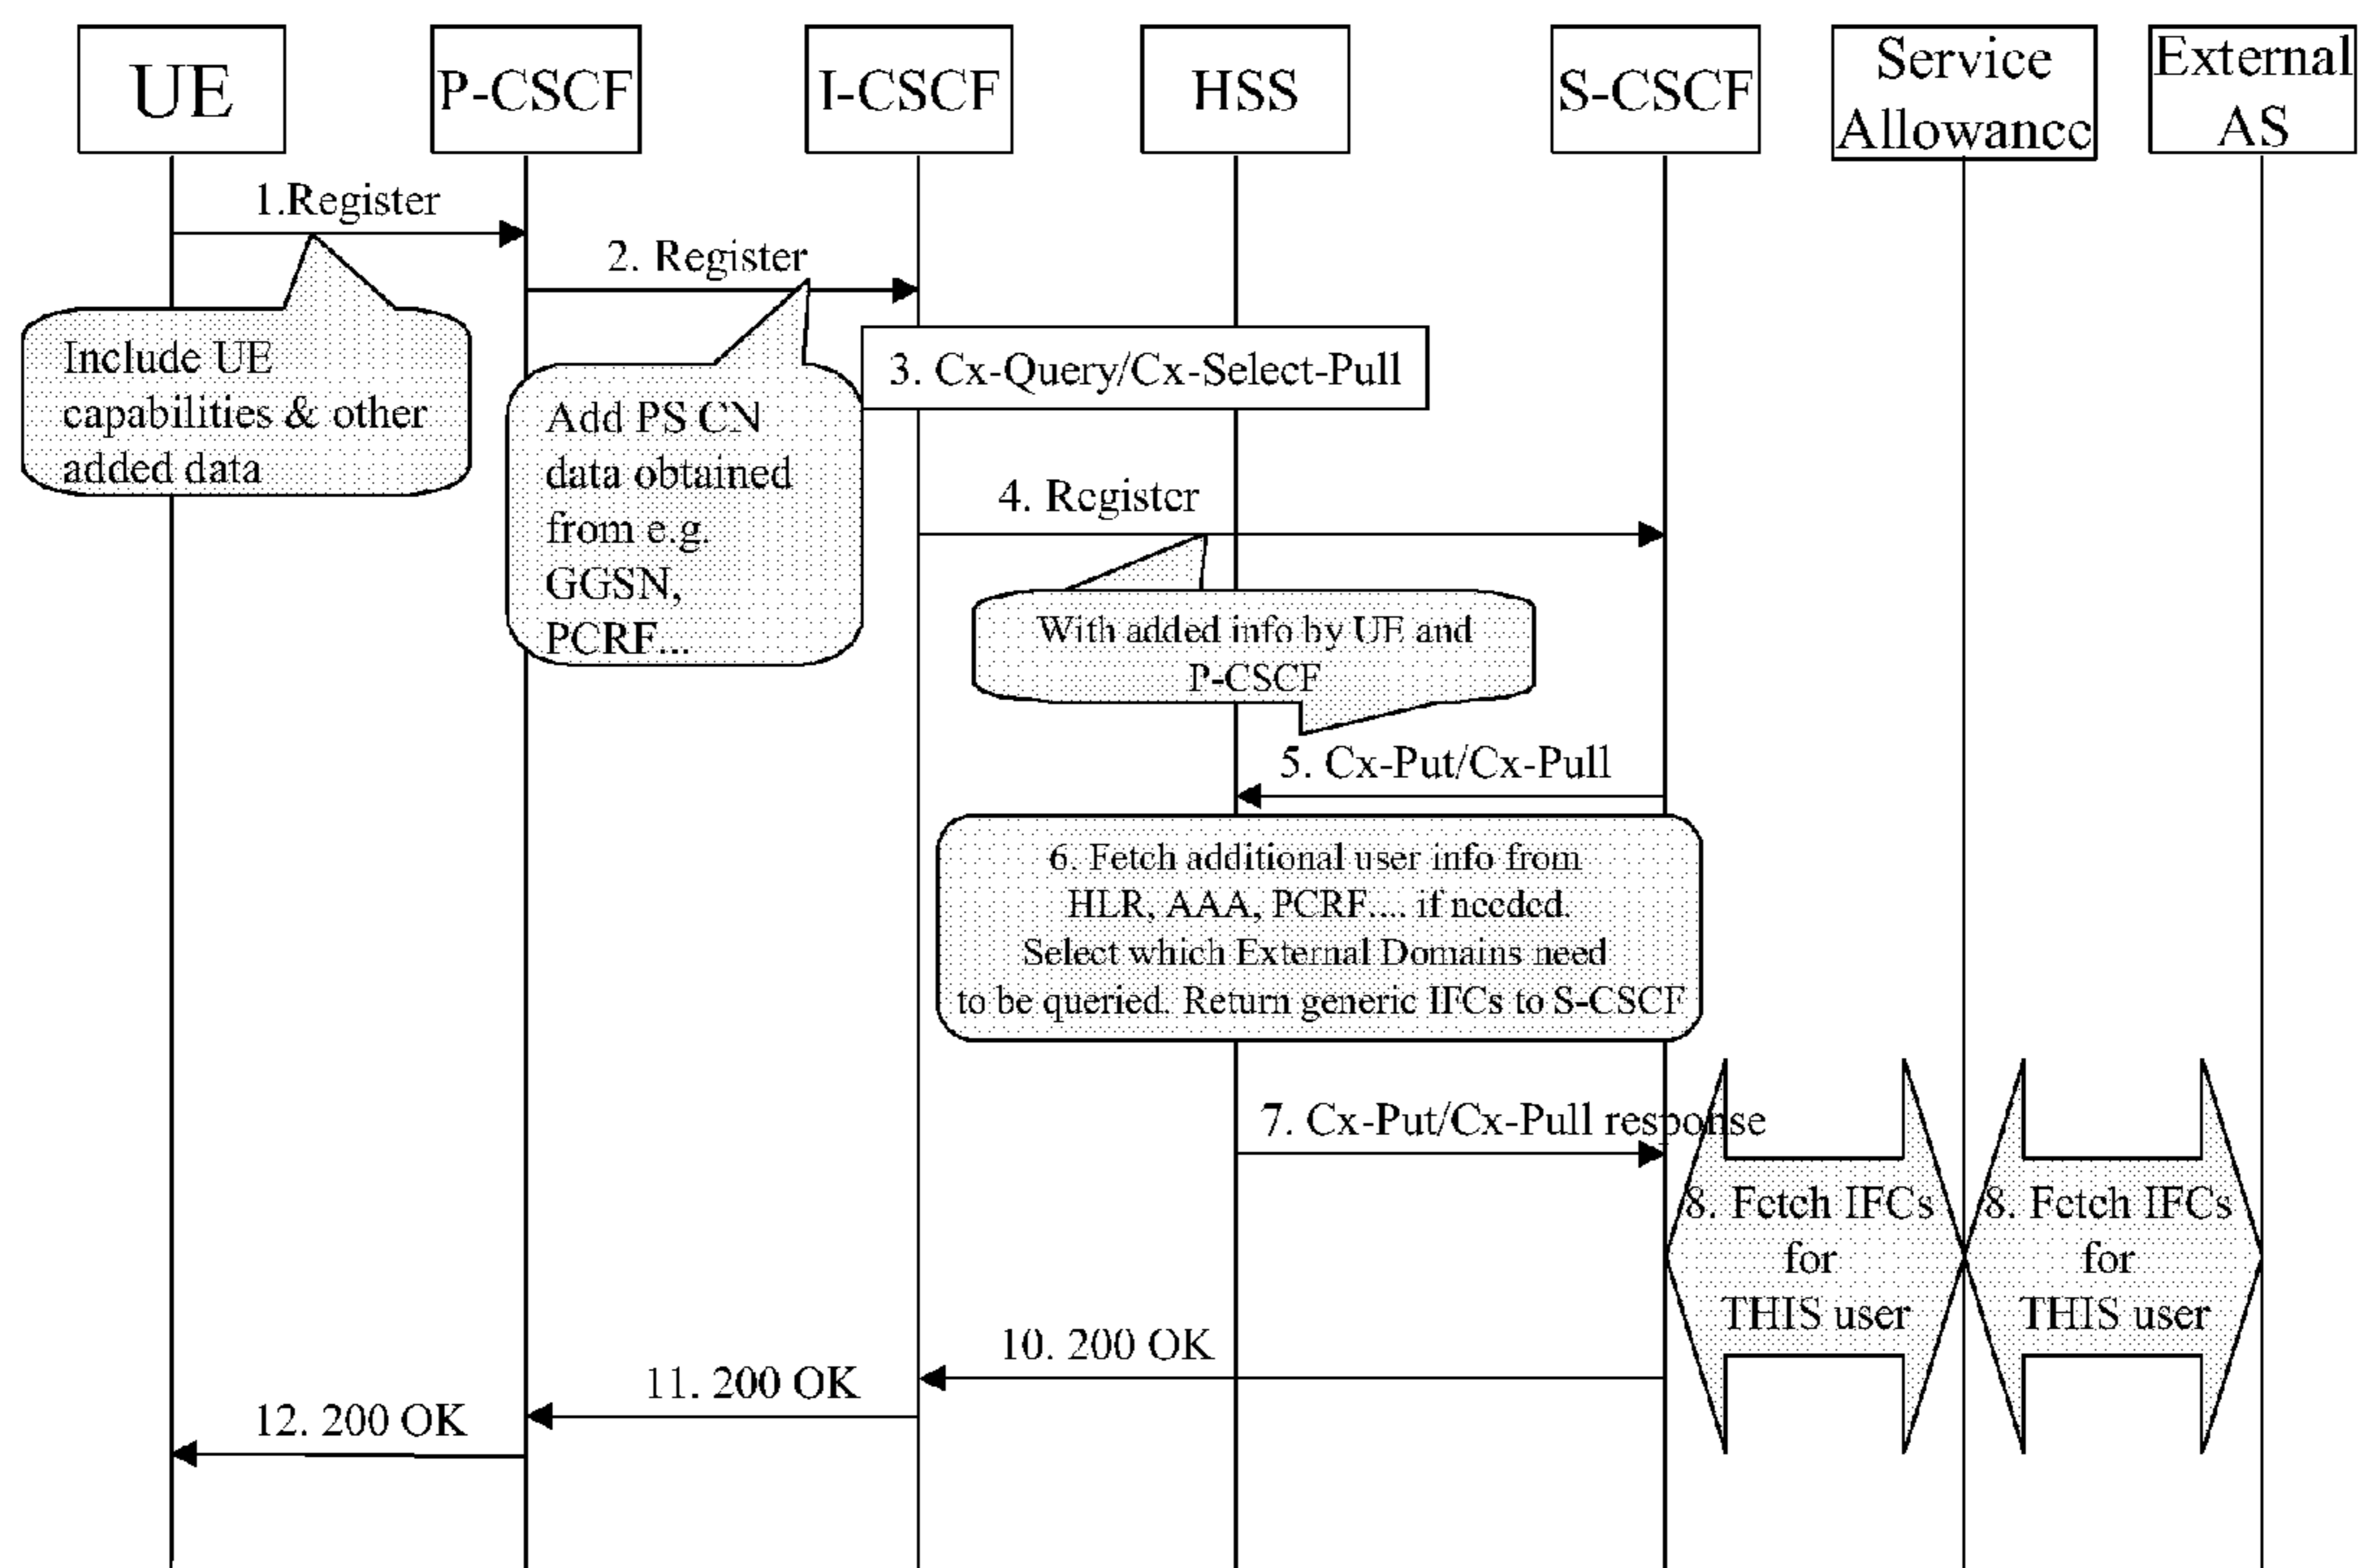 UE
P-CSCF
I-CSCF
HSS
S-CSCF
Service
Allowance
External
AS
1.Register
2. Register
Include UE
capabilities & other
added data
3. Cx-Query/Cx-Select-Pull
Add PS CN
data obtained
from e.g.
GGSN,
PCRF...
4. Register
With added info by UE and
P-CSCF
5. Cx-Put/Cx-Pull
6. Fetch additional user info from
HLR, AAA, PCRF.... if needed.
Select which External Domains need
to be queried. Return generic IFCs to S-CSCF
7. Cx-Put/Cx-Pull response
8. Fetch IFCs
for
THIS user
8. Fetch IFCs
for
THIS user
10. 200 OK
11. 200 OK
12. 200 OK